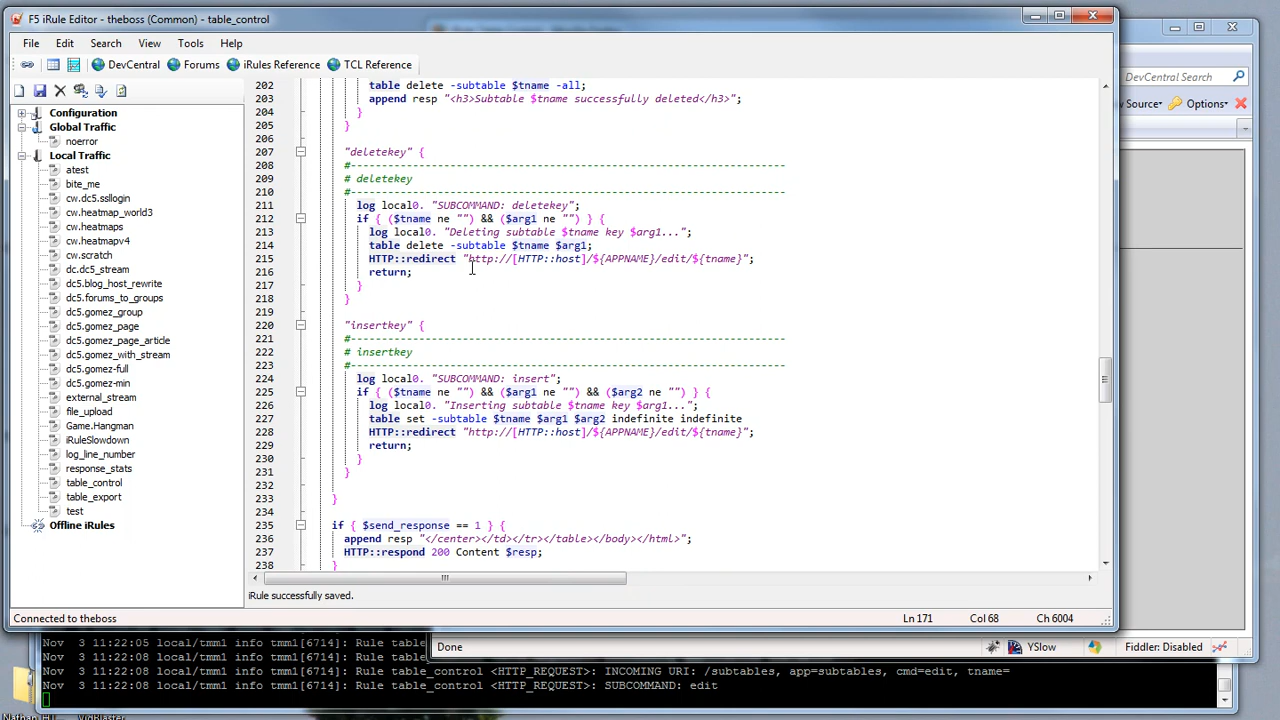 F5 iRule Editor - theboss (Common) - table_control
File Edit Search View Tools Help
DevCentral Forums iRules Reference TCL Reference
Configuration
Global Traffic
noerror
Local Traffic
atest
bite_me
cw.dc5.ssllogin
cw.heatmap_world3
cw.heatmaps
cw.heatmapv4
cw.scratch
dc.dc5_stream
dc5.blog_host_rewrite
dc5.forums_to_groups
dc5.gomez_group
dc5.gomez_page
dc5.gomez_page_article
dc5.gomez_with_stream
dc5.gomez-full
dc5.gomez-min
external_stream
file_upload
Game.Hangman
iRuleSlowdown
log_line_number
response_stats
table_control
table_export
test
Offline iRules
202 table delete -subtable $tname -all;
203 append resp "<h3>Subtable $tname successfully deleted</h3>";
204 }
205 }
206
207 "deletekey" {
208 #----------------------------------------------------------------------
209 # deletekey
210 #----------------------------------------------------------------------
211 log local0. "SUBCOMMAND: deletekey";
212 if { ($tname ne "") && ($arg1 ne "") } {
213 log local0. "Deleting subtable $tname key $arg1...";
214 table delete -subtable $tname $arg1;
215 HTTP::redirect "http://[HTTP::host]/${APPNAME}/edit/${tname}";
216 return;
217 }
218 }
219
220 "insertkey" {
221 #----------------------------------------------------------------------
222 # insertkey
223 #----------------------------------------------------------------------
224 log local0. "SUBCOMMAND: insert";
225 if { ($tname ne "") && ($arg1 ne "") && ($arg2 ne "") } {
226 log local0. "Inserting subtable $tname key $arg1...";
227 table set -subtable $tname $arg1 $arg2 indefinite indefinite
228 HTTP::redirect "http://[HTTP::host]/${APPNAME}/edit/${tname}";
229 return;
230 }
231 }
232
233 }
234
235 if { $send_response == 1 } {
236 append resp "</center></td></tr></table></body></html>";
237 HTTP::respond 200 Content $resp;
238 }
iRule successfully saved.
Connected to theboss Ln 171 Col 68 Ch 6004
DevCentral Search
Source Options
Done YSlow Fiddler: Disabled
Nov 3 11:22:05 local/tmm1 info tmm1[6714]: Rule table_
Nov 3 11:22:08 local/tmm1 info tmm1[6714]: Rule table_
Nov 3 11:22:08 local/tmm1 info tmm1[6714]: Rule table_control <HTTP_REQUEST>: INCOMING URI: /subtables, app=subtables, cmd=edit, tname=
Nov 3 11:22:08 local/tmm1 info tmm1[6714]: Rule table_control <HTTP_REQUEST>: SUBCOMMAND: edit